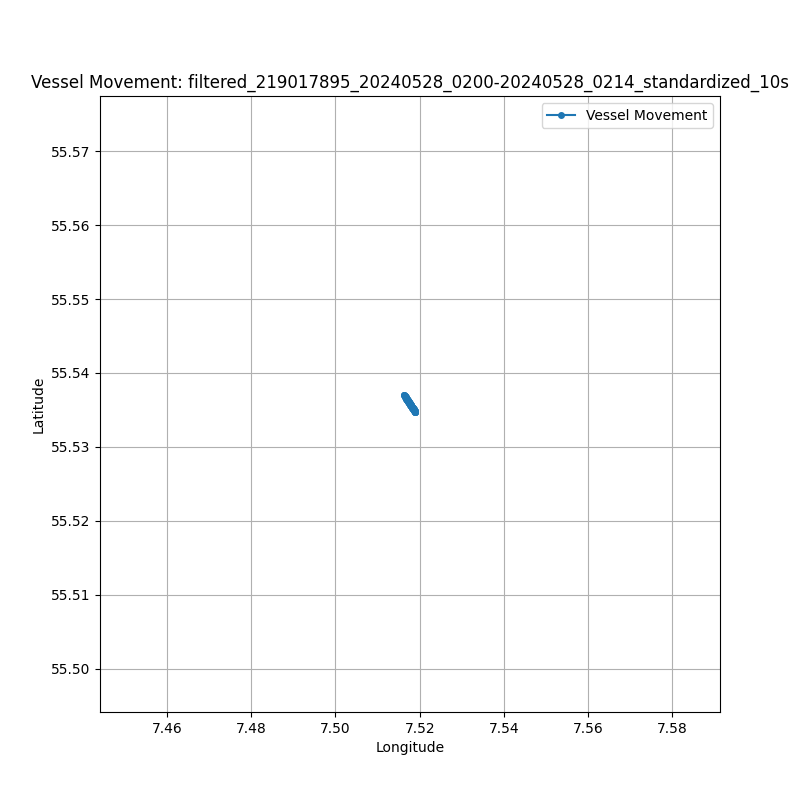 Vessel Movement: filtered_219017895_20240528_0200-20240528_0214_standardized_10s
Vessel Movement
55.57
55.56
55.55
55.54
55.53
55.52
55.51
55.50
Latitude
7.46 7.48 7.50 7.52 7.54 7.56 7.58
Longitude